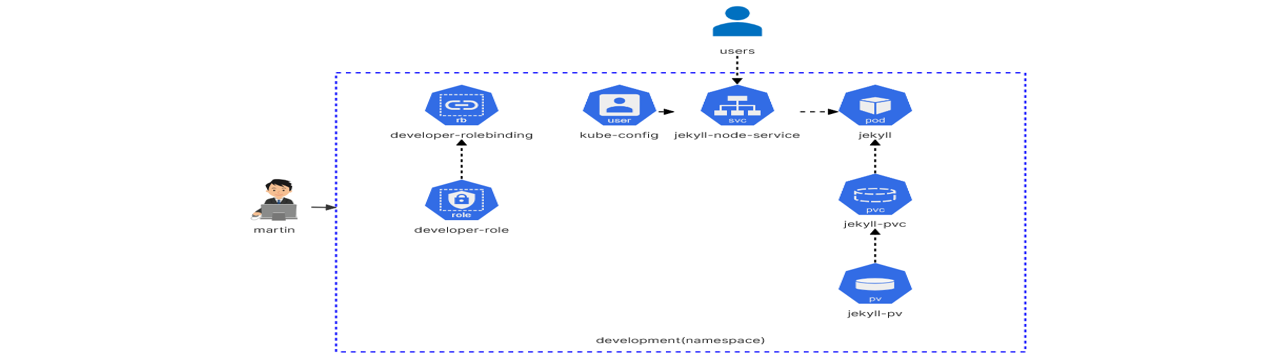 users
rb
developer-rolebinding
user
kube-config
svc
jekyll-node-service
pod
jekyll
martin
role
developer-role
pvc
jekyll-pvc
pv
jekyll-pv
development(namespace)